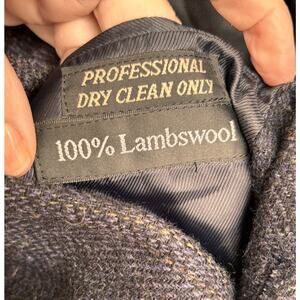 PROFESSIONAL
DRY CLEAN ONLY
100% Lambswool